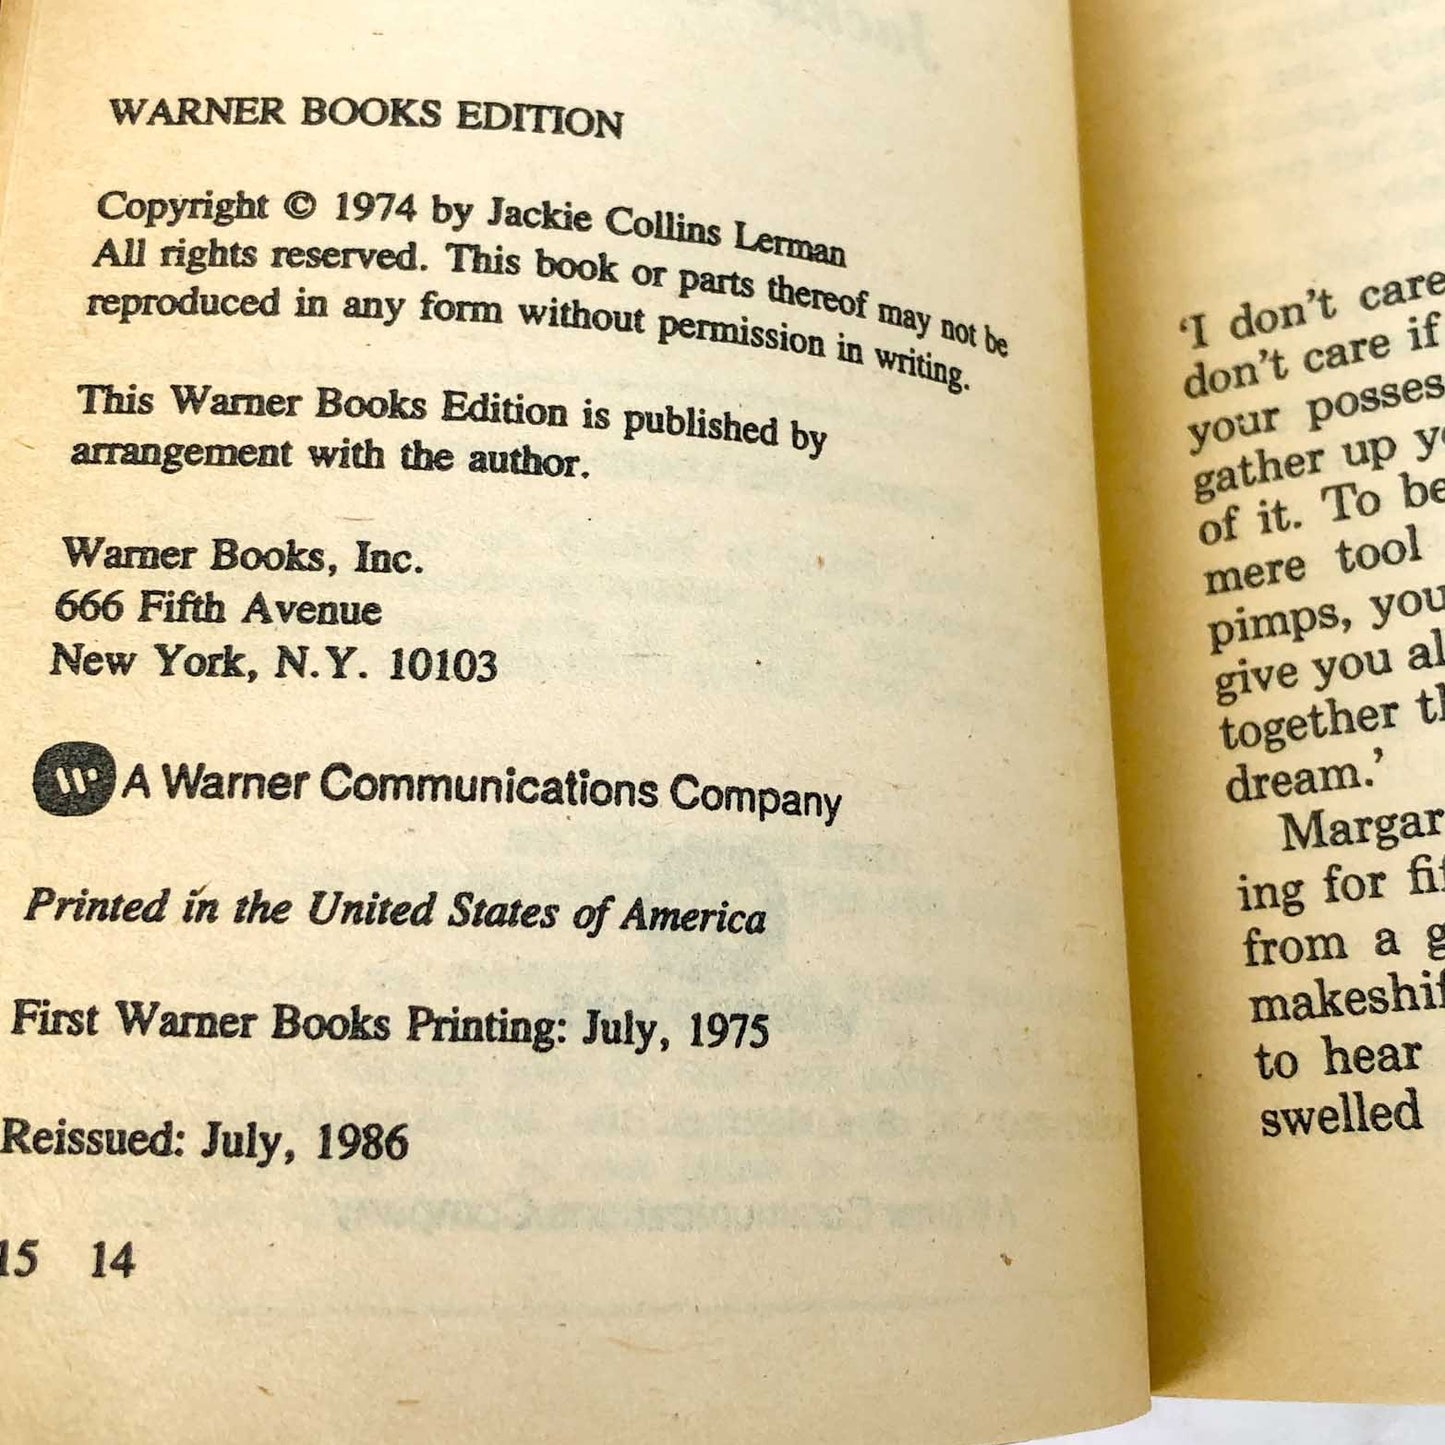 WARNER BOOKS EDITION
Copyright © 1974 by Jackie Collins Lerman
All rights reserved. This book or parts thereof may not be
reproduced in any form without permission in writing.
This Warner Books Edition is published by
arrangement with the author.
Warner Books, Inc.
666 Fifth Avenue
New York, N.Y. 10103
A Warner Communications Company
Printed in the United States of America
First Warner Books Printing: July, 1975
Reissued: July, 1986
15 14
‘I don’t care
don’t care if
your posses
gather up yo
of it. To be
mere tool
pimps, you
give you al
together th
dream.’
Margar
ing for fif
from a g
makeshif
to hear
swelled